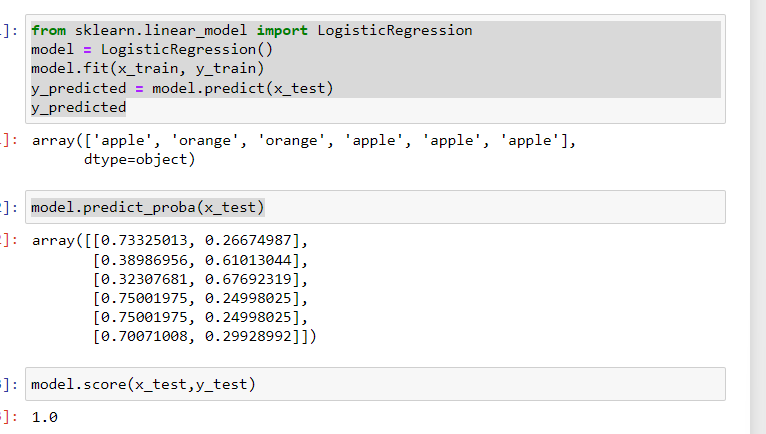 ]: from sklearn.linear_model import LogisticRegression
model = LogisticRegression()
model.fit(x_train, y_train)
y_predicted = model.predict(x_test)
y_predicted
]: array(['apple', 'orange', 'orange', 'apple', 'apple', 'apple'],
dtype=object)
]: model.predict_proba(x_test)
]: array([[0.73325013, 0.26674987],
[0.38986956, 0.61013044],
[0.32307681, 0.67692319],
[0.75001975, 0.24998025],
[0.75001975, 0.24998025],
[0.70071008, 0.29928992]])
]: model.score(x_test,y_test)
]: 1.0